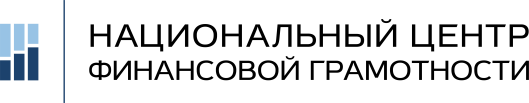 НАЦИОНАЛЬНЫЙ ЦЕНТР
ФИНАНСОВОЙ ГРАМОТНОСТИ